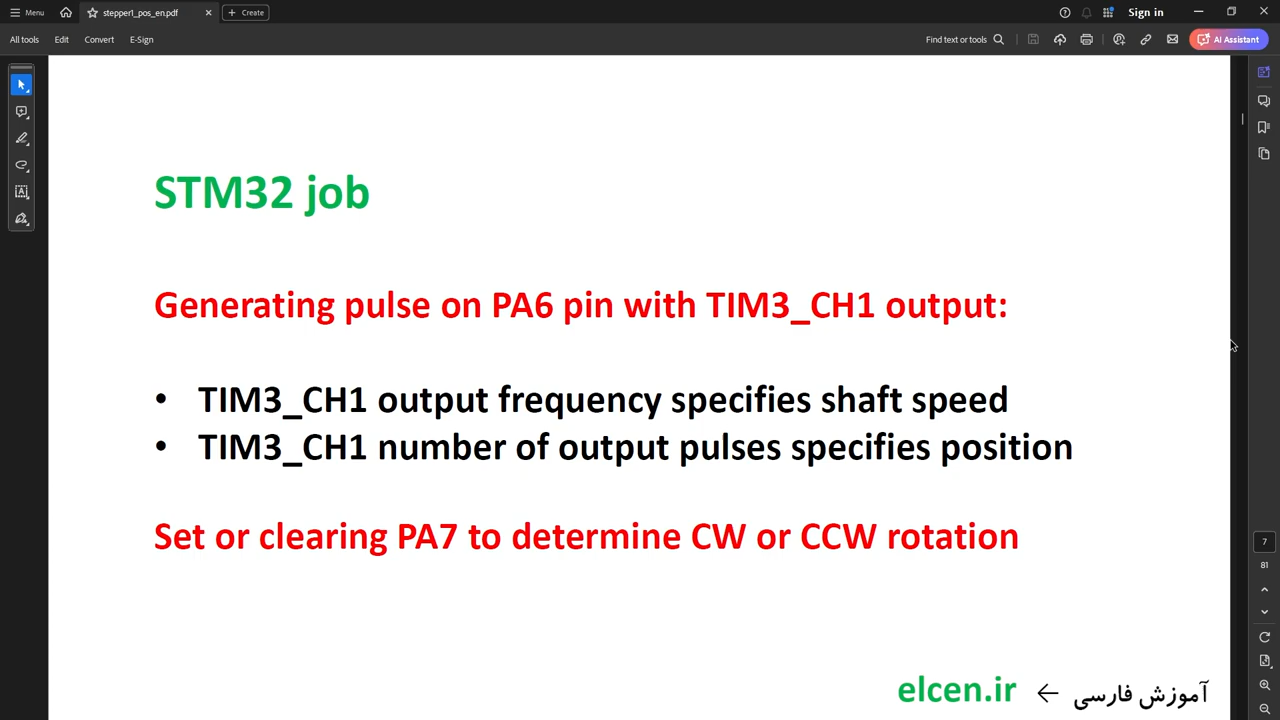 Menu
stepper1_pos_en.pdf
Create
Sign in
All tools
Edit
Convert
E-Sign
Find text or tools
AI Assistant
STM32 job
Generating pulse on PA6 pin with TIM3_CH1 output:
• TIM3_CH1 output frequency specifies shaft speed
• TIM3_CH1 number of output pulses specifies position
Set or clearing PA7 to determine CW or CCW rotation
7
81
elcen.ir ← آموزش فارسی